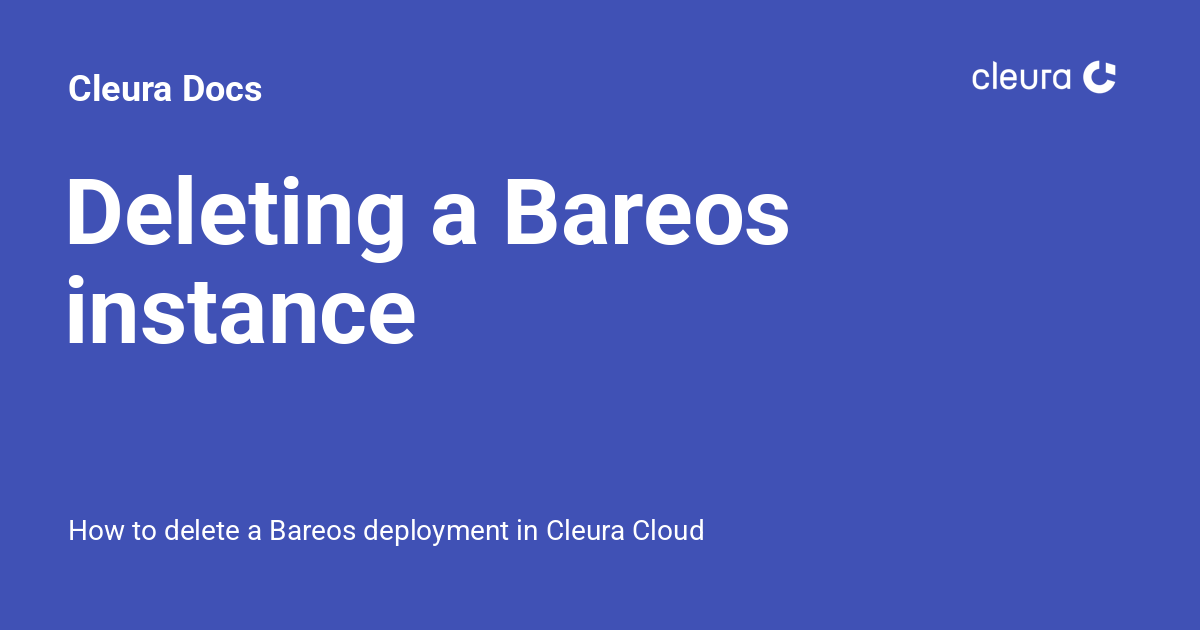 Cleura Docs
cleura
Deleting a Bareos
instance
How to delete a Bareos deployment in Cleura Cloud